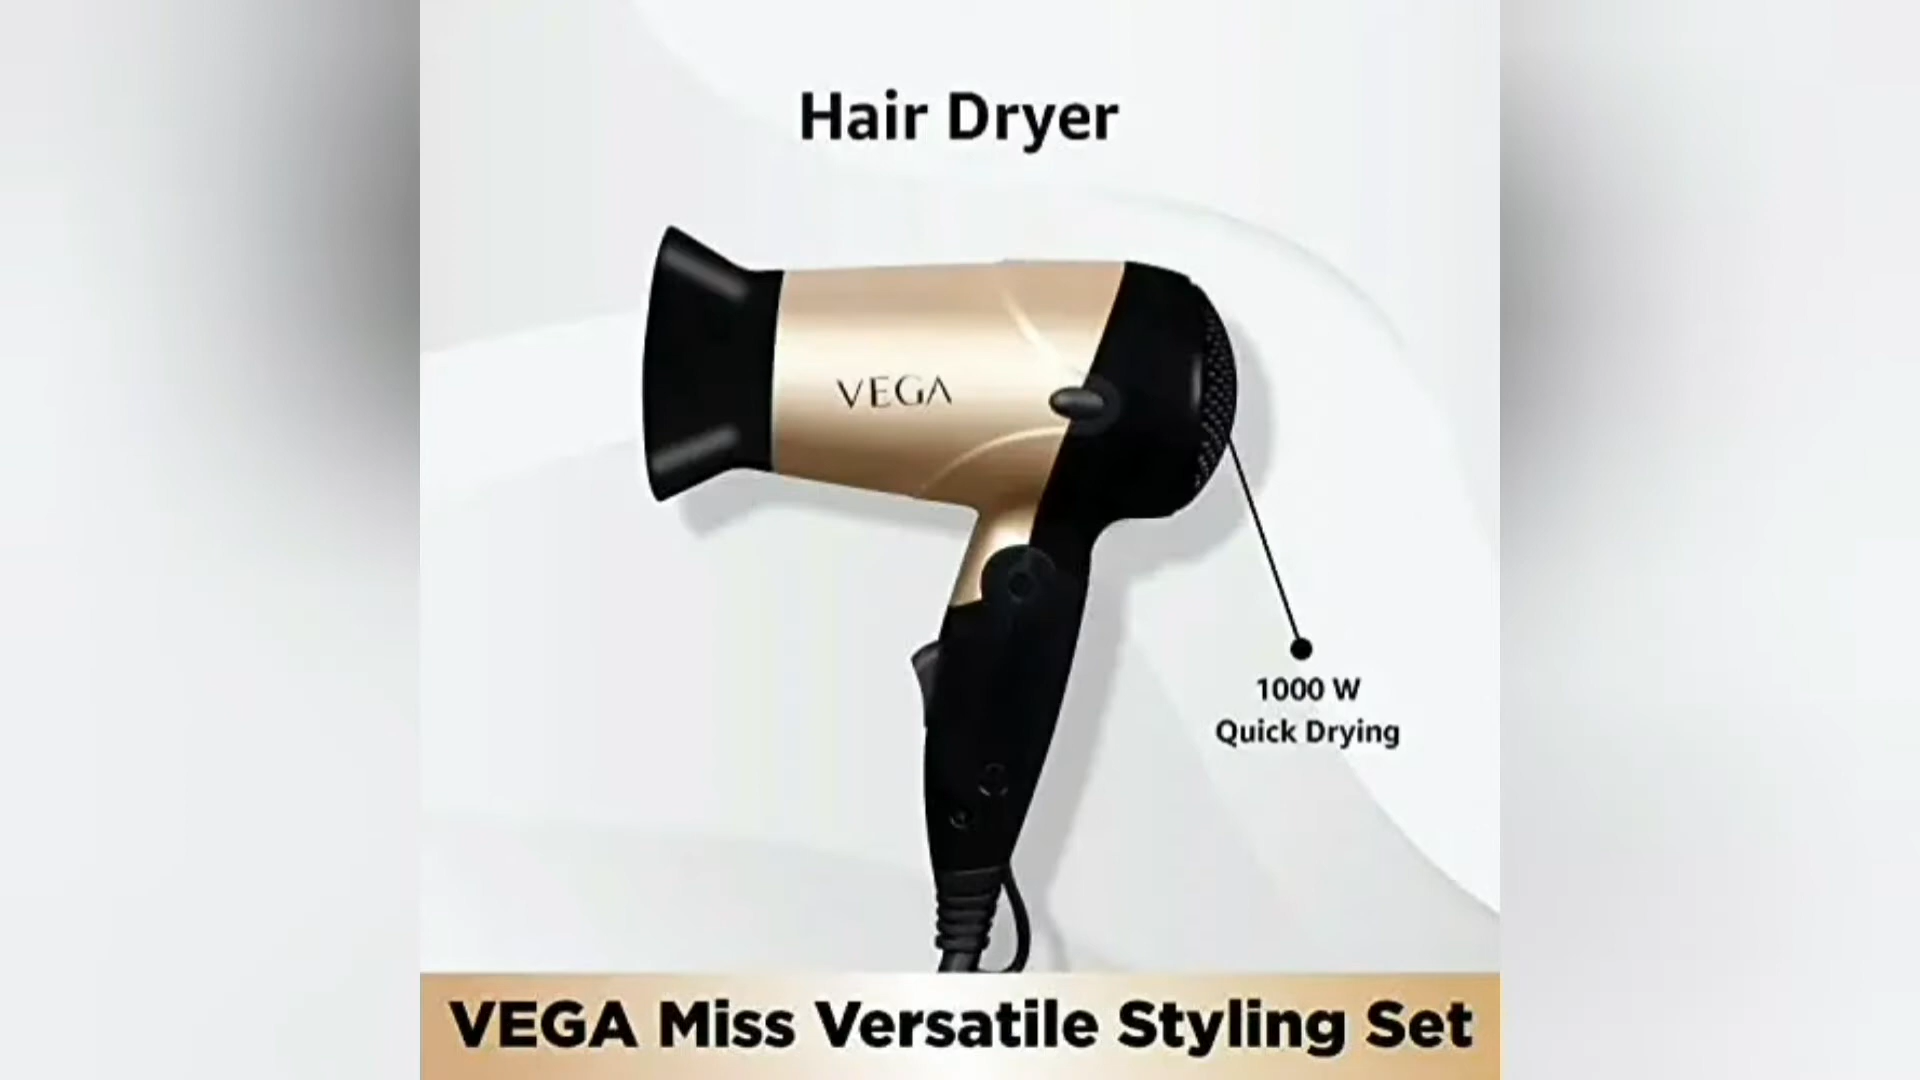 Hair Dryer
VEGA
1000 W
Quick Drying
VEGA Miss Versatile Styling Set